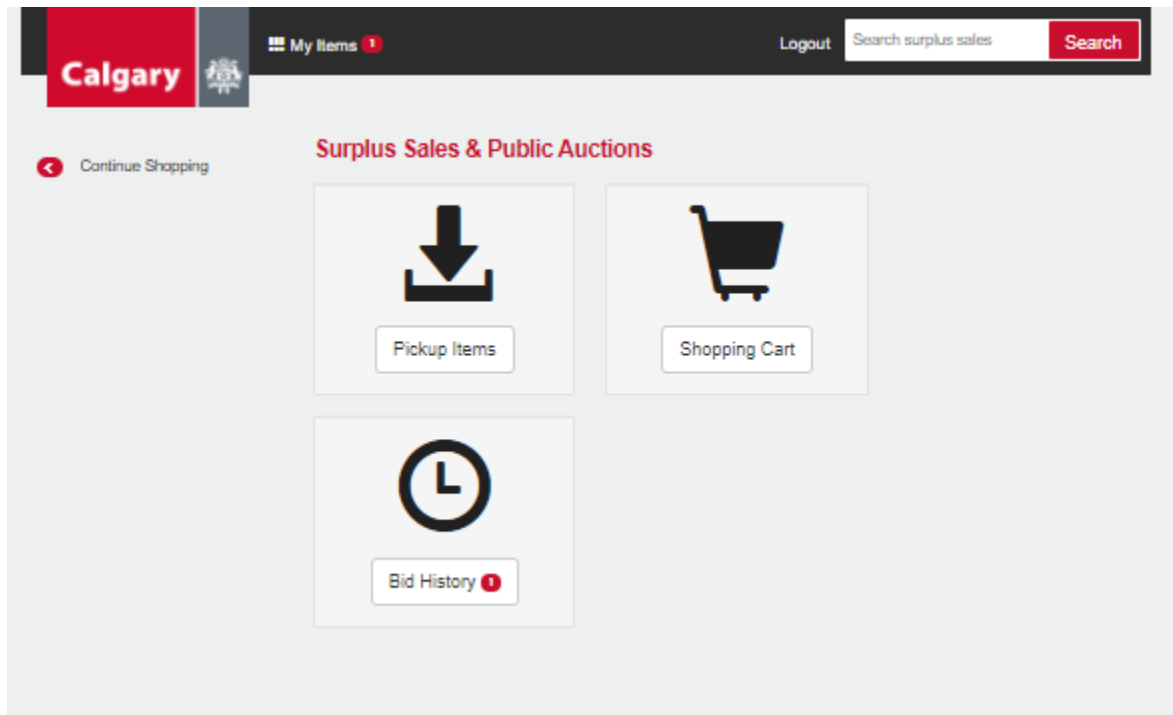 Calgary
My Items 1
Logout
Search surplus sales
Search
Continue Shopping
Surplus Sales & Public Auctions
Pickup Items
Shopping Cart
Bid History 1